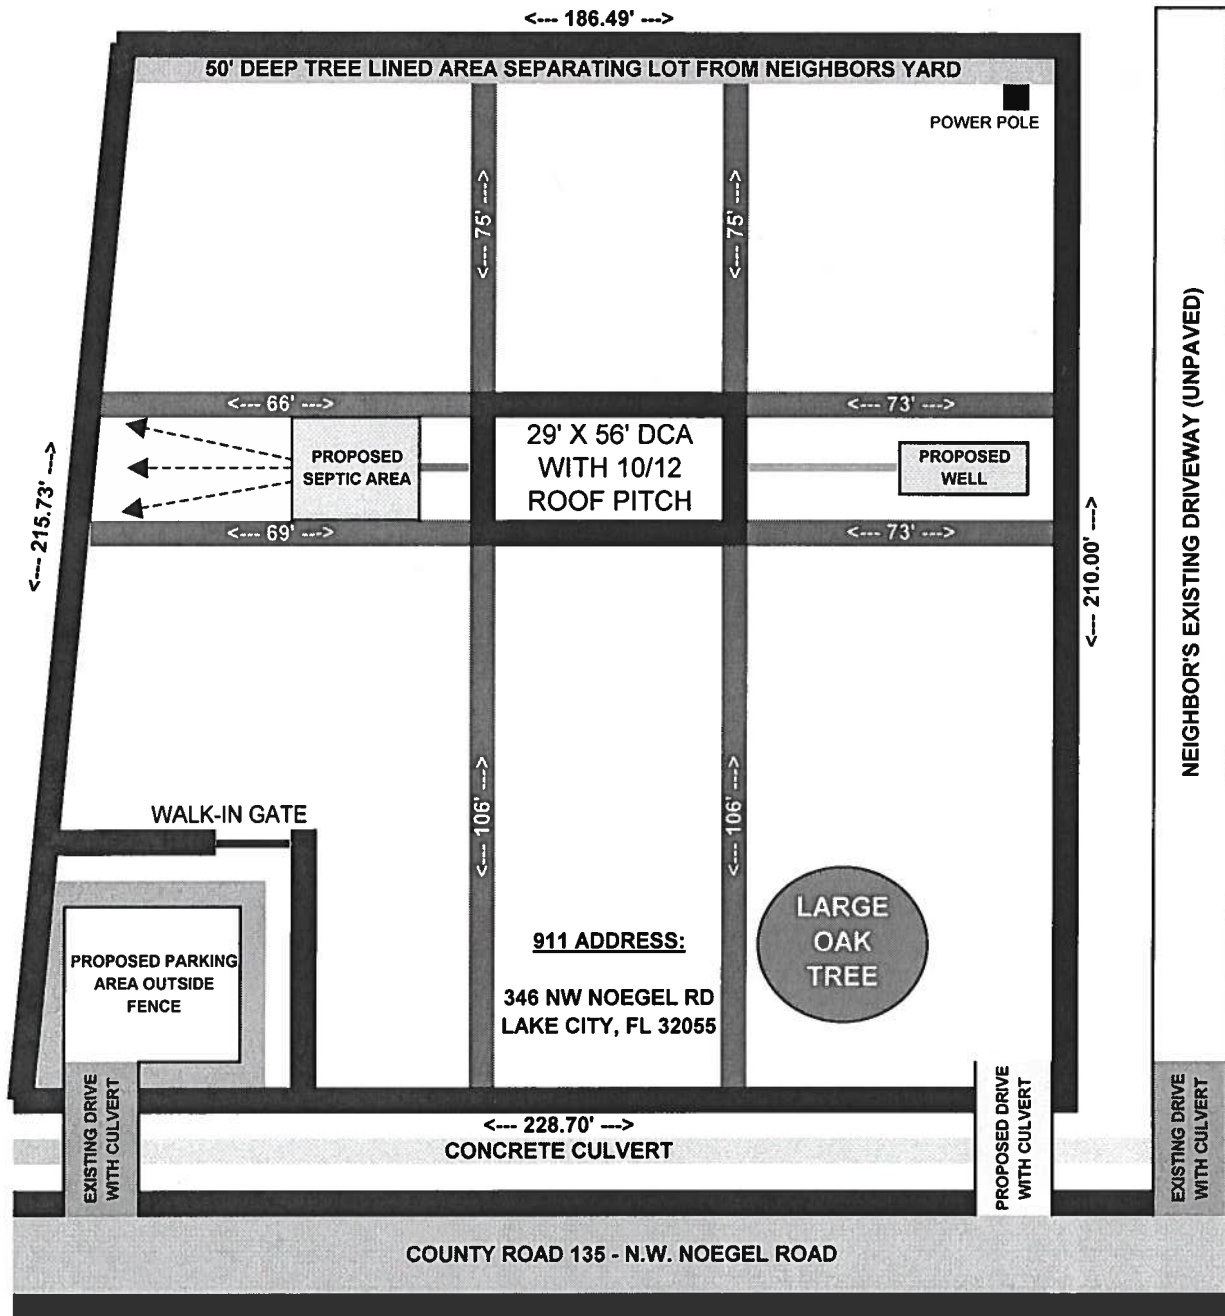 <--- 186.49' --->
50' DEEP TREE LINED AREA SEPARATING LOT FROM NEIGHBORS YARD
POWER POLE
<--- 75' --->
<--- 75' --->
<--- 66' --->
<--- 73' --->
<--- 215.73' --->
PROPOSED
SEPTIC AREA
29' X 56' DCA
WITH 10/12
ROOF PITCH
PROPOSED
WELL
<--- 69' --->
<--- 73' --->
<--- 210.00' --->
NEIGHBOR'S EXISTING DRIVEWAY (UNPAVED)
WALK-IN GATE
<--- 106' --->
<--- 106' --->
PROPOSED PARKING
AREA OUTSIDE
FENCE
911 ADDRESS:
346 NW NOEGEL RD
LAKE CITY, FL 32055
LARGE
OAK
TREE
EXISTING DRIVE
WITH CULVERT
<--- 228.70' --->
CONCRETE CULVERT
PROPOSED DRIVE
WITH CULVERT
EXISTING DRIVE
WITH CULVERT
COUNTY ROAD 135 - N.W. NOEGEL ROAD